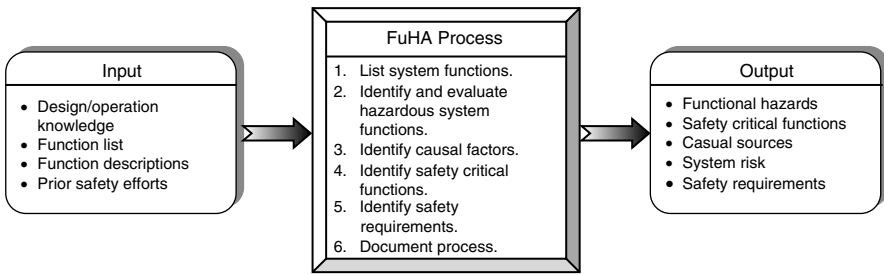 Input
• Design/operation
knowledge
• Function list
• Function descriptions
• Prior safety efforts
FuHA Process
1. List system functions.
2. Identify and evaluate
hazardous system
functions.
3. Identify causal factors.
4. Identify safety critical
functions.
5. Identify safety
requirements.
6. Document process.
Output
• Functional hazards
• Safety critical functions
• Casual sources
• System risk
• Safety requirements